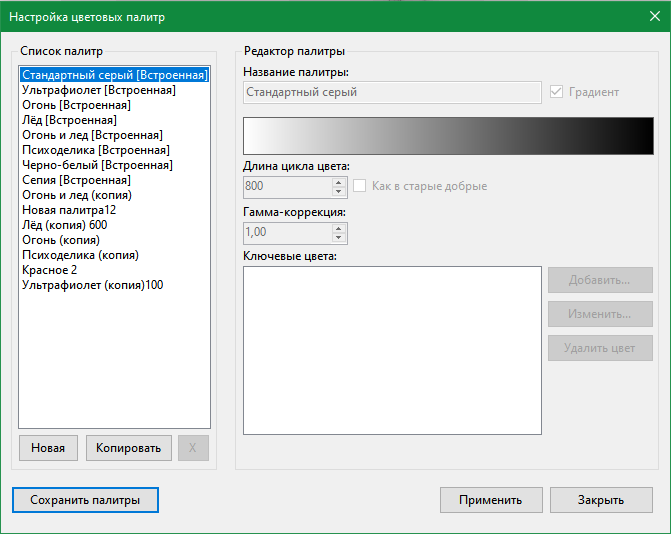 Настройка цветовых палитр
Список палитр
Стандартный серый [Встроенная]
Ультрафиолет [Встроенная]
Огонь [Встроенная]
Лёд [Встроенная]
Огонь и лед [Встроенная]
Психоделика [Встроенная]
Черно-белый [Встроенная]
Сепия [Встроенная]
Огонь и лед (копия)
Новая палитра12
Лёд (копия) 600
Огонь (копия)
Психоделика (копия)
Красное 2
Ультрафиолет (копия)100
Новая
Копировать
X
Редактор палитры
Название палитры:
Стандартный серый
Градиент
Длина цикла цвета:
800
Как в старые добрые
Гамма-коррекция:
1,00
Ключевые цвета:
Добавить...
Изменить...
Удалить цвет
Сохранить палитры
Применить
Закрыть